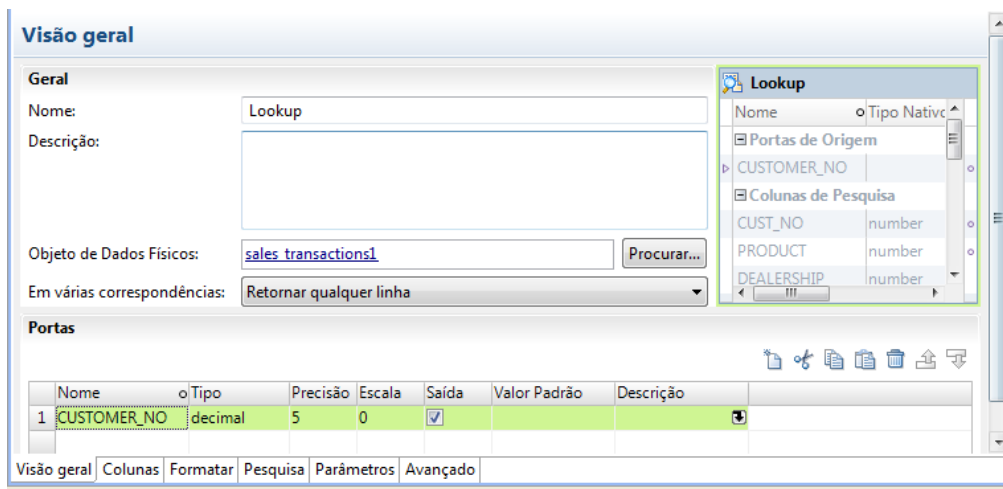 Visão geral
Geral
Nome:
Lookup
Descrição:
Objeto de Dados Físicos:
sales_transactions1
Procurar...
Em várias correspondências:
Retornar qualquer linha
Lookup
Nome Tipo Nativo
Portas de Origem
CUSTOMER_NO
Colunas de Pesquisa
CUST_NO number
PRODUCT number
DEALERSHIP number
Portas
Nome Tipo Precisão Escala Saída Valor Padrão Descrição
1 CUSTOMER_NO decimal 5 0
Visão geral Colunas Formatar Pesquisa Parâmetros Avançado